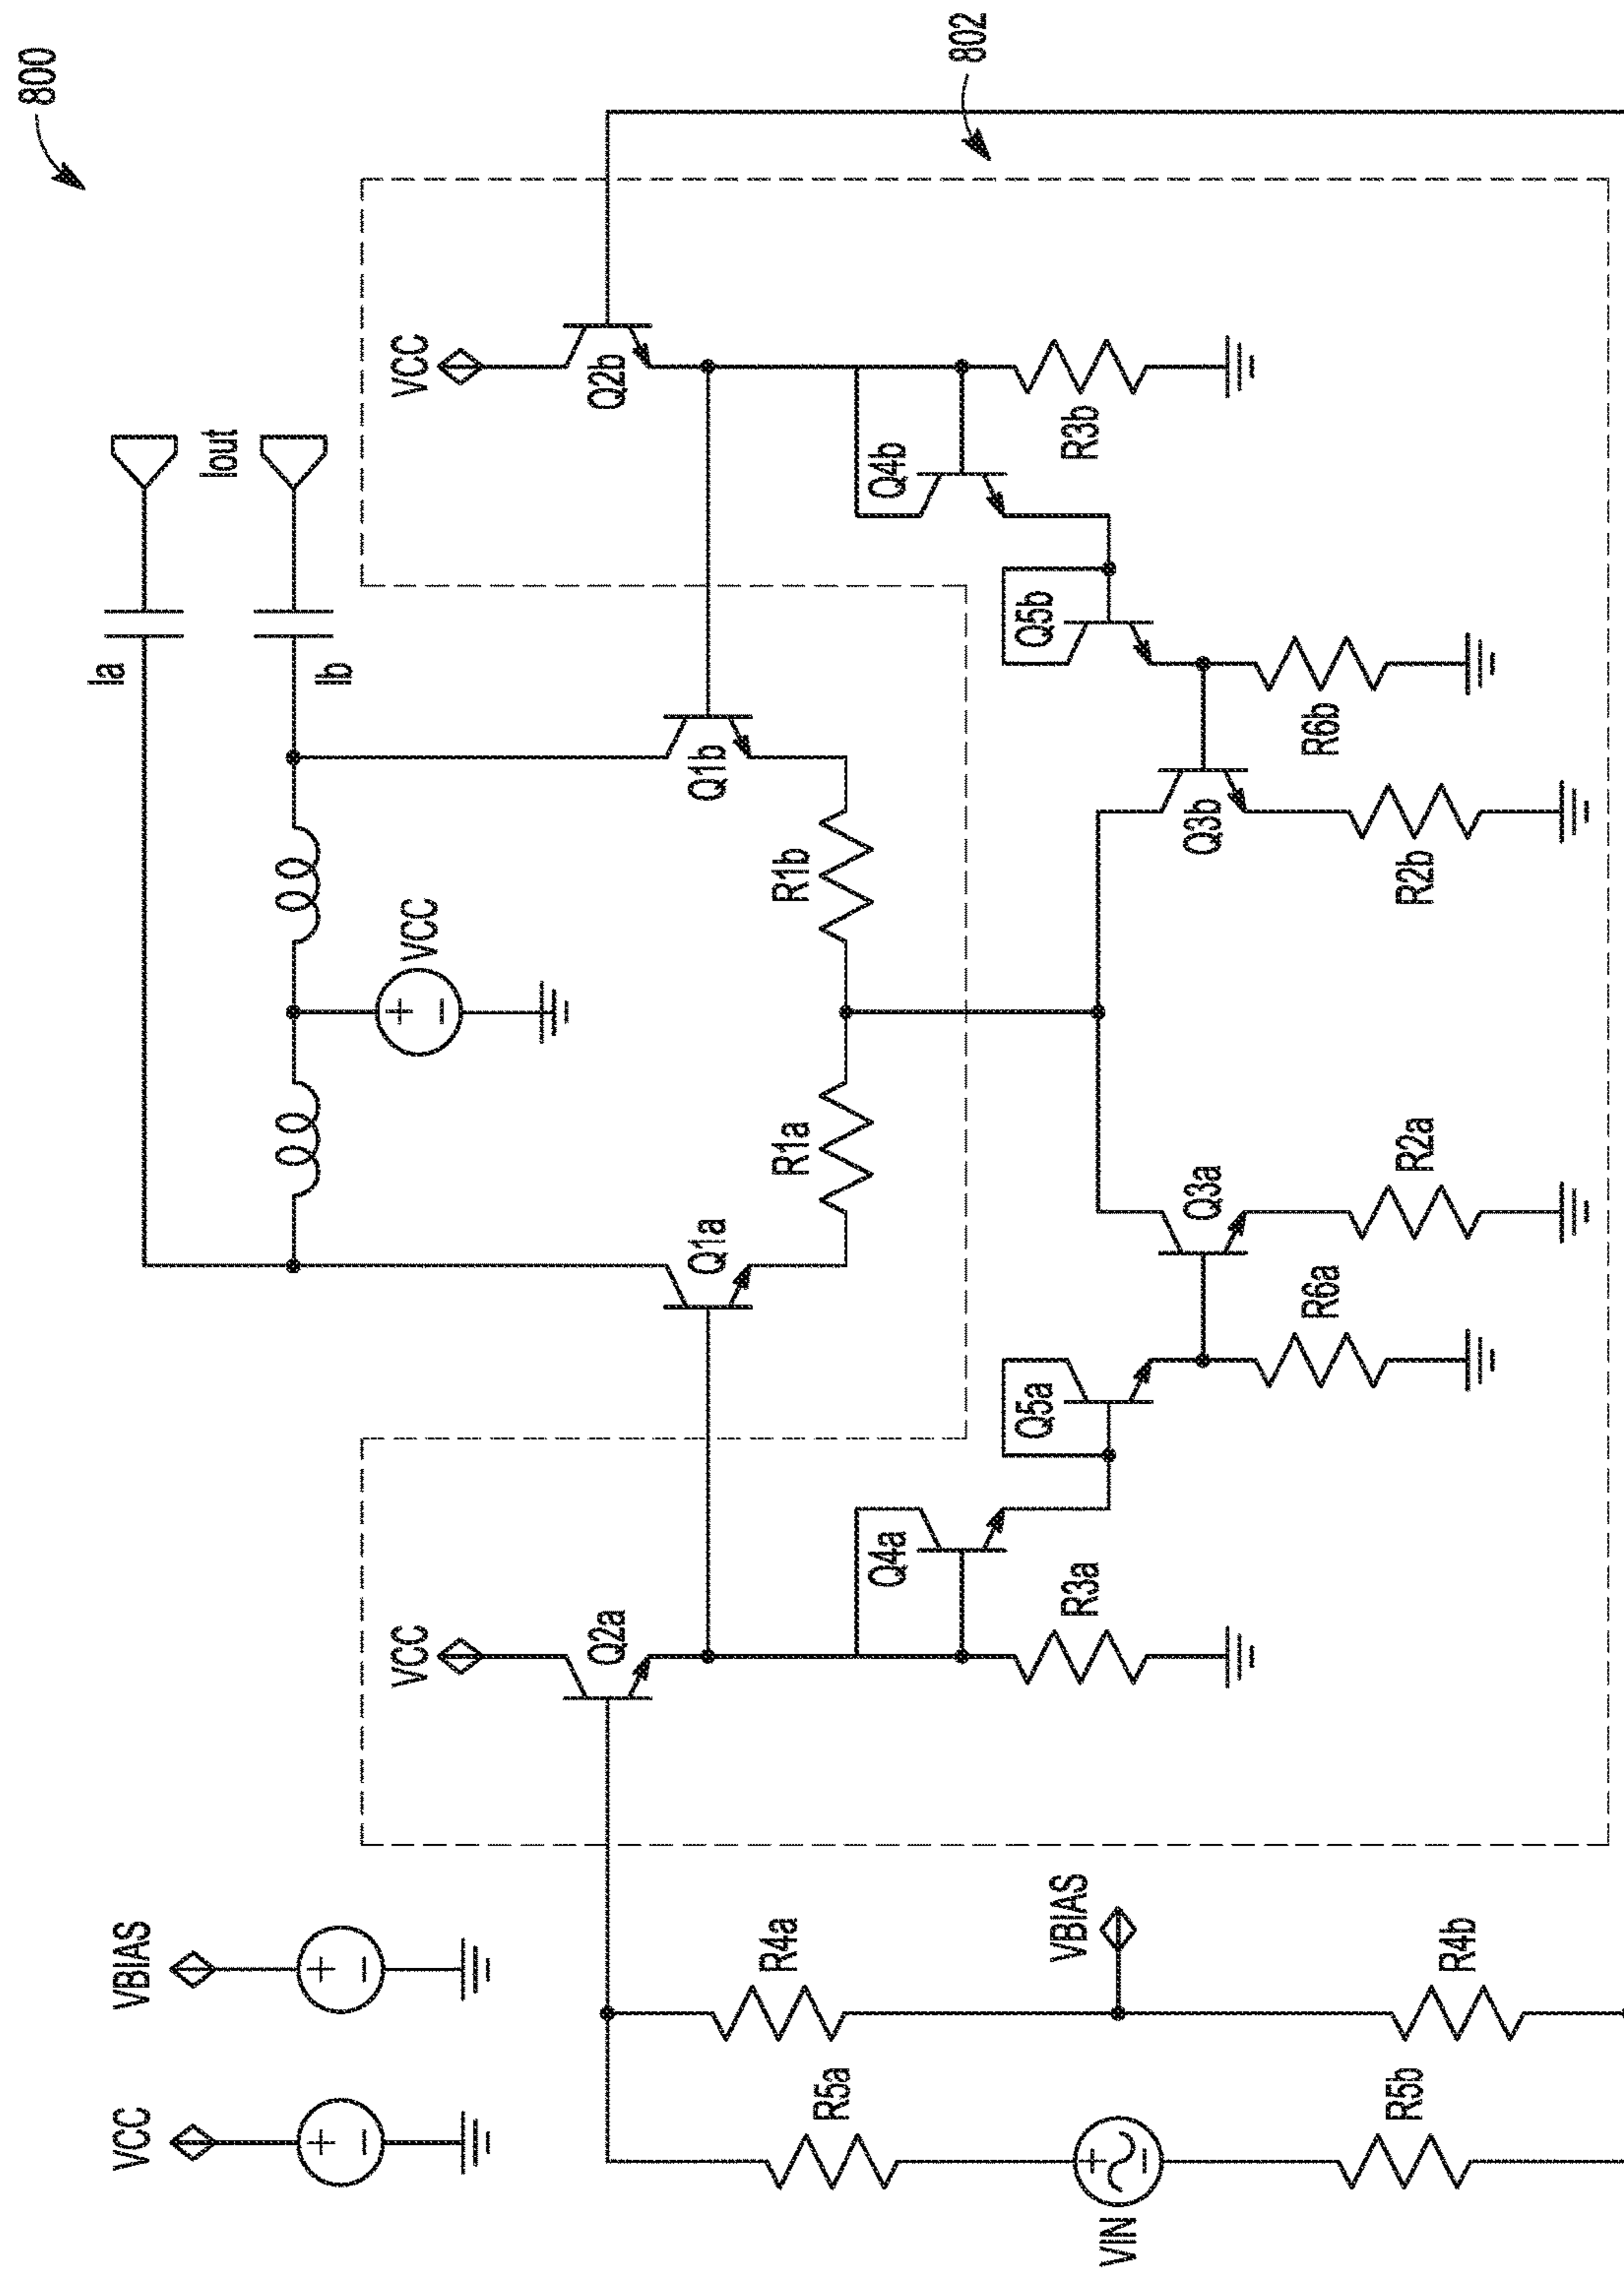 800
802
Ia
Iout
Ib
VCC
VBIAS
VCC
VCC
VCC
Q2a
Q1a
Q1b
Q2b
R1a
R1b
Q4a
Q4b
R4a
R5a
R3a
Q5a
Q5b
R3b
VIN
VBIAS
Q3a
Q3b
R6a
R6b
R5b
R4b
R2a
R2b